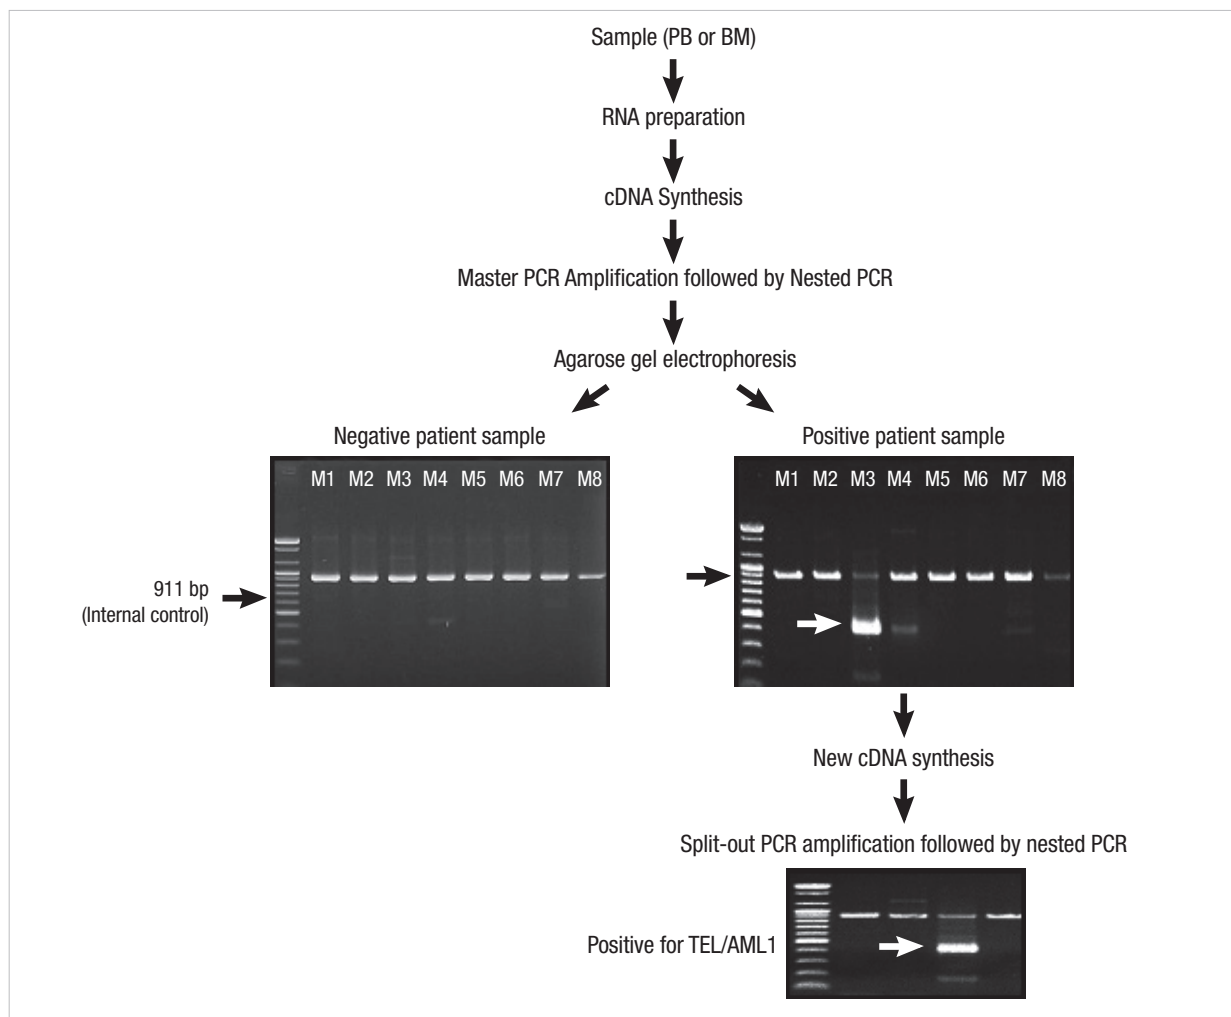 Sample (PB or BM)
RNA preparation
cDNA Synthesis
Master PCR Amplification followed by Nested PCR
Agarose gel electrophoresis
Negative patient sample
M1 M2 M3 M4 M5 M6 M7 M8
911 bp
(Internal control)
Positive patient sample
M1 M2 M3 M4 M5 M6 M7 M8
New cDNA synthesis
Split-out PCR amplification followed by nested PCR
Positive for TEL/AML1